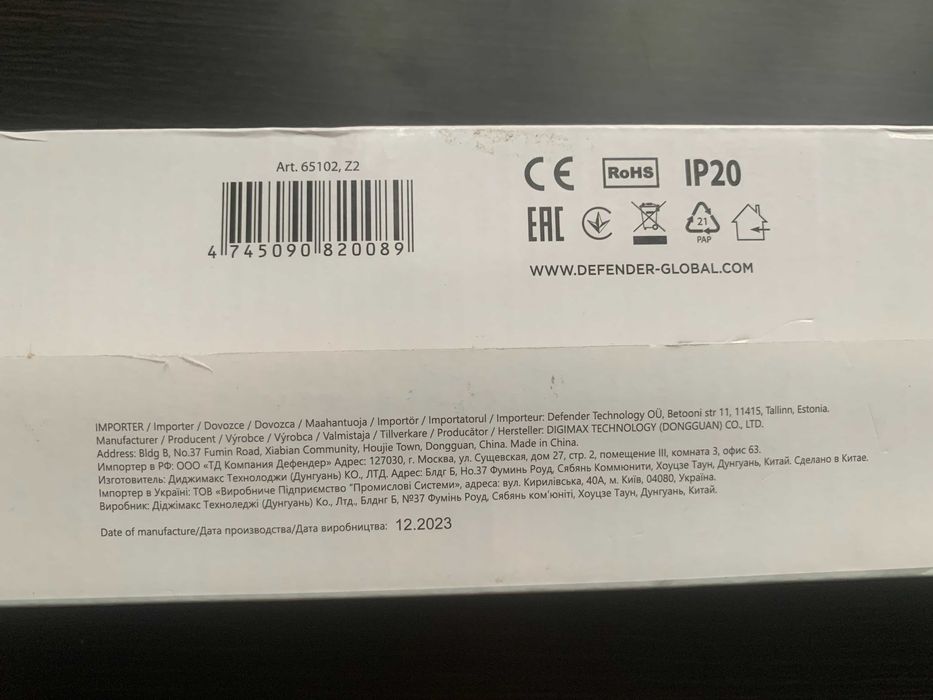 Art. 65102, Z2
4 745090 820089
CE RoHS IP20
EAC
21
PAP
WWW.DEFENDER-GLOBAL.COM
IMPORTER / Importer / Dovozce / Dovozca / Maahantuoja / Importör / Importatorul / Importeur: Defender Technology OÜ, Betooni str 11, 11415, Tallinn, Estonia.
Manufacturer / Producent / Výrobce / Výrobca / Valmistaja / Tillverkare / Producător / Hersteller: DIGIMAX TECHNOLOGY (DONGGUAN) CO., LTD.
Address: Bldg B, No.37 Fumin Road, Xiabian Community, Houjie Town, Dongguan, China. Made in China.
Импортер в РФ: ООО «ТД Компания Дефендер» Адрес: 127030, г. Москва, ул. Сущевская, дом 27, стр. 2, помещение III, комната 3, офис 63.
Изготовитель: Диджимакс Технолоджи (Дунгуань) КО., ЛТД. Адрес: Блдг Б, Но.37 Фуминь Роуд, Сябянь Коммюнити, Хоуцзе Таун, Дунгуань, Китай. Сделано в Китае.
Імпортер в Україні: ТОВ «Виробниче Підприємство "Промислові Системи», адреса: вул. Кирилівська, 40А, м. Київ, 04080, Україна.
Виробник: Діджімакс Технолєджі (Дунгуань) Ко., Лтд., Блднг Б, №37 Фумінь Роуд, Сябянь ком'юніті, Хоуцзе Таун, Дунгуань, Китай.
Date of manufacture/Дата производства/Дата виробництва: 12.2023